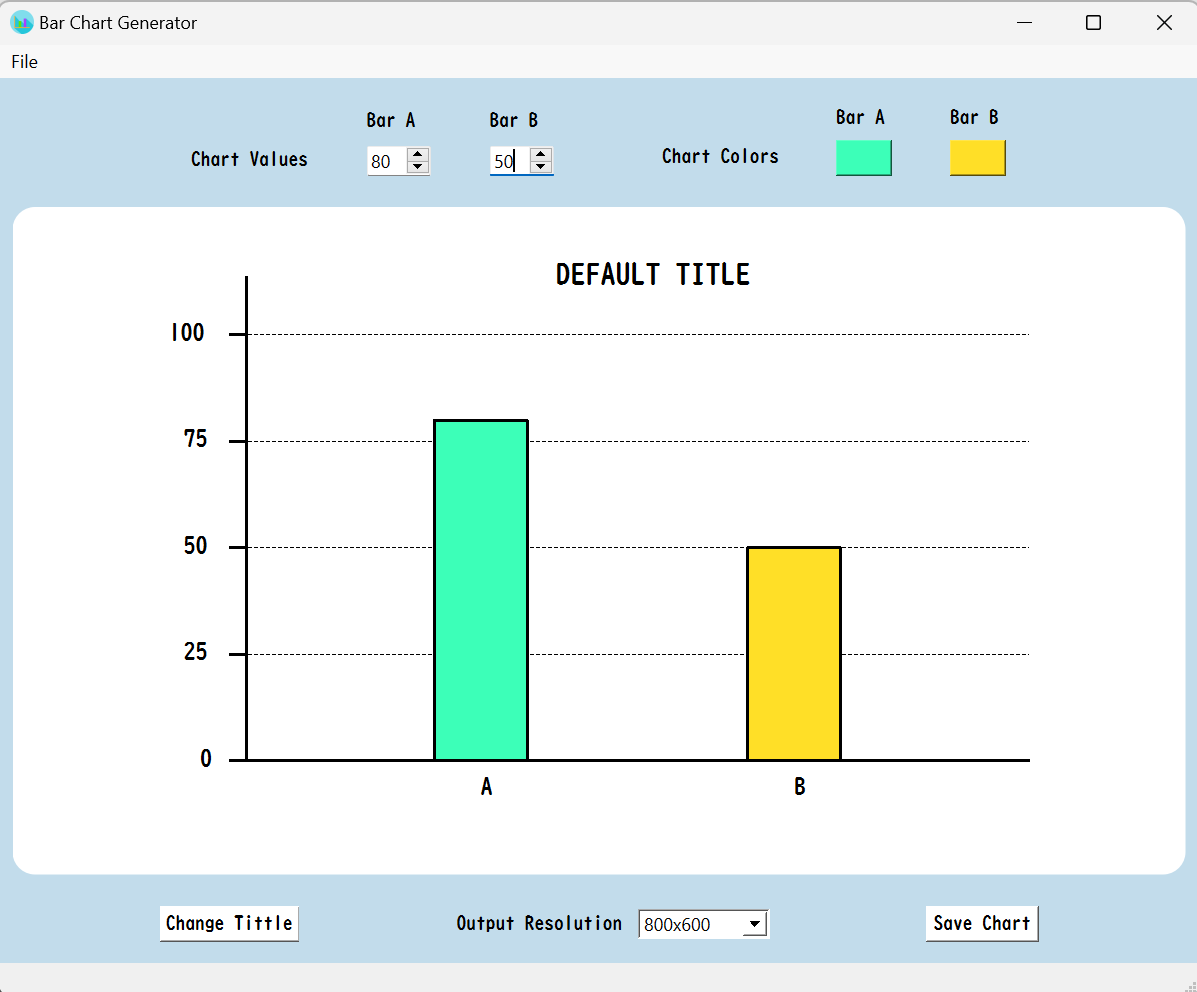 Bar Chart Generator
File
Bar A Bar B Bar A Bar B
Chart Values 80 50 Chart Colors
DEFAULT TITLE
100
75
50
25
0
A B
Change Tittle Output Resolution 800x600 Save Chart